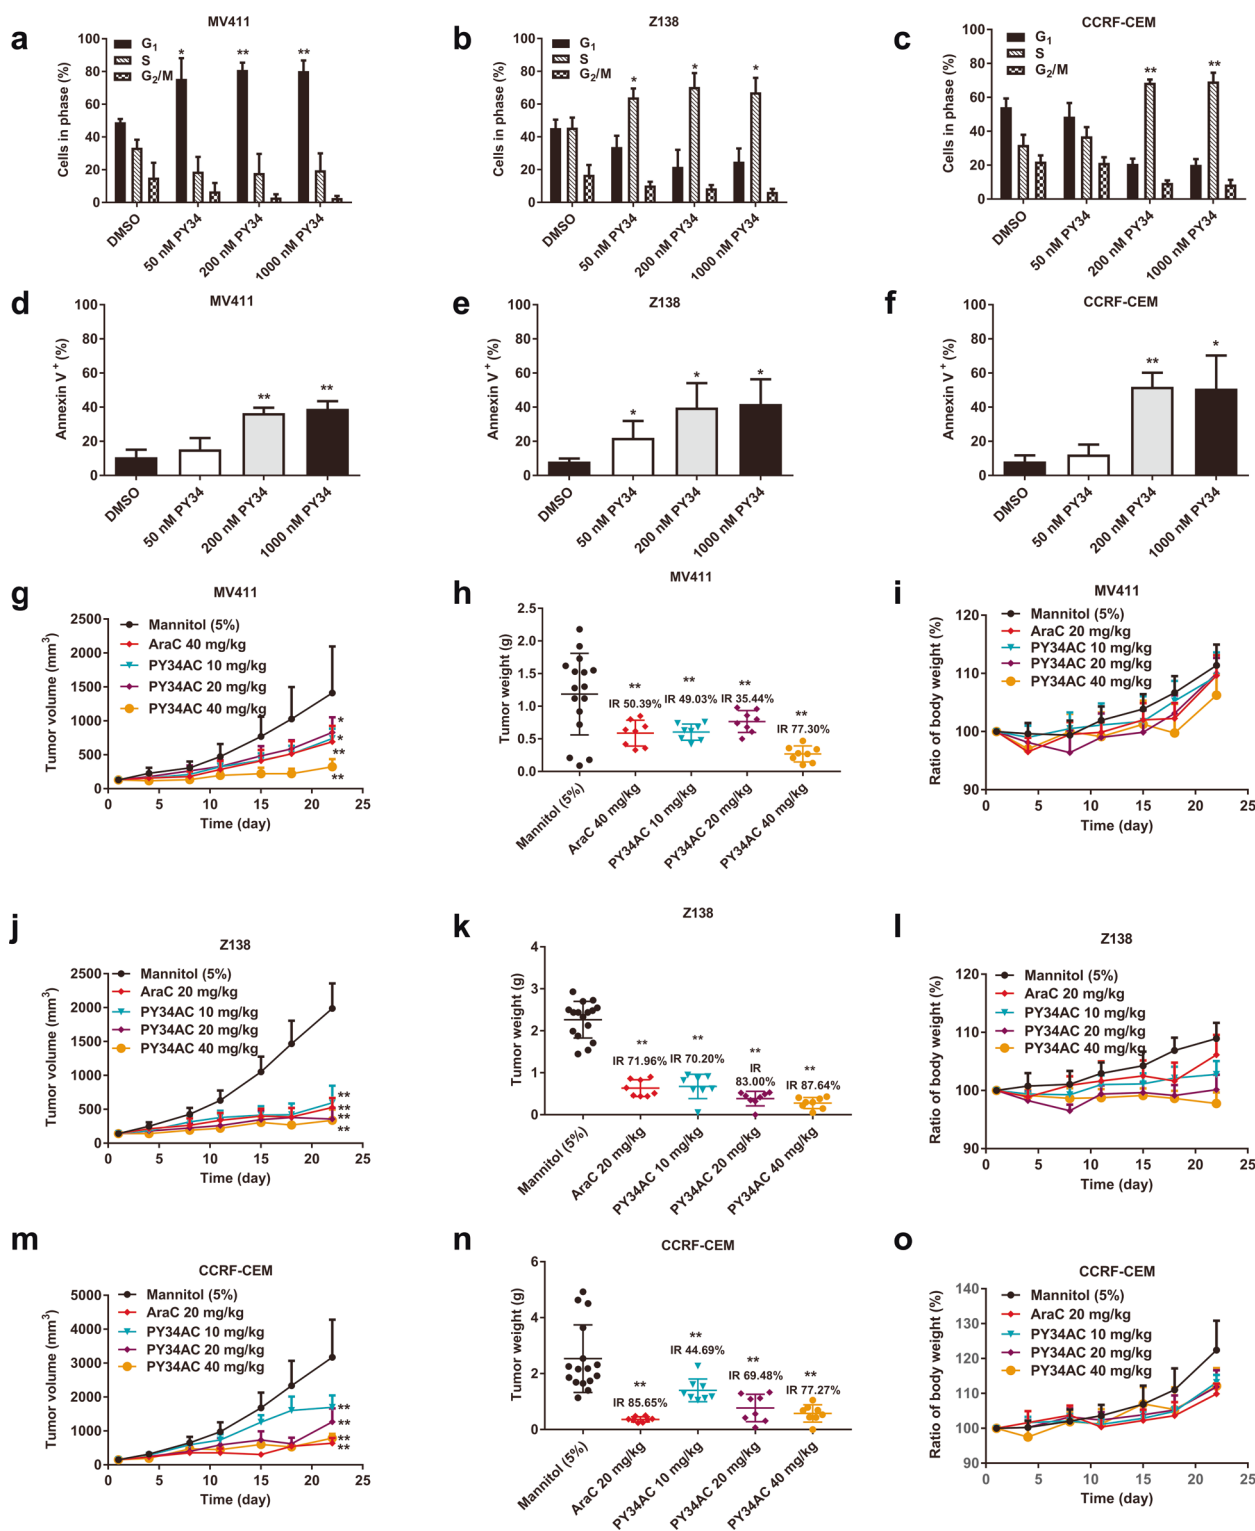 a
MV411
G1
S
G2/M
Cells in phase (%)
100
80
60
40
20
0
*
**
**
DMSO
50 nM PY34
200 nM PY34
1000 nM PY34
b
Z138
G1
S
G2/M
Cells in phase (%)
100
80
60
40
20
0
*
*
*
DMSO
50 nM PY34
200 nM PY34
1000 nM PY34
c
CCRF-CEM
G1
S
G2/M
Cells in phase (%)
100
80
60
40
20
0
**
**
DMSO
50 nM PY34
200 nM PY34
1000 nM PY34
d
MV411
Annexin V + (%)
100
80
60
40
20
0
**
**
DMSO
50 nM PY34
200 nM PY34
1000 nM PY34
e
Z138
Annexin V + (%)
100
80
60
40
20
0
*
*
*
DMSO
50 nM PY34
200 nM PY34
1000 nM PY34
f
CCRF-CEM
Annexin V + (%)
100
80
60
40
20
0
**
*
DMSO
50 nM PY34
200 nM PY34
1000 nM PY34
g
MV411
Tumor volume (mm3)
2500
2000
1500
1000
500
0
Mannitol (5%)
AraC 40 mg/kg
PY34AC 10 mg/kg
PY34AC 20 mg/kg
PY34AC 40 mg/kg
*
*
**
**
0 5 10 15 20 25
Time (day)
h
MV411
Tumor weight (g)
2.5
2.0
1.5
1.0
0.5
0.0
**
IR 50.39%
**
IR 49.03%
**
IR 35.44%
**
IR 77.30%
Mannitol (5%)
AraC 40 mg/kg
PY34AC 10 mg/kg
PY34AC 20 mg/kg
PY34AC 40 mg/kg
i
MV411
Ratio of body weight (%)
120
110
100
90
Mannitol (5%)
AraC 20 mg/kg
PY34AC 10 mg/kg
PY34AC 20 mg/kg
PY34AC 40 mg/kg
0 5 10 15 20 25
Time (day)
j
Z138
Tumor volume (mm3)
2500
2000
1500
1000
500
0
Mannitol (5%)
AraC 20 mg/kg
PY34AC 10 mg/kg
PY34AC 20 mg/kg
PY34AC 40 mg/kg
**
**
**
**
0 5 10 15 20 25
Time (day)
k
Z138
Tumor weight (g)
4
3
2
1
0
**
IR 71.96%
**
IR 70.20%
**
IR
83.00%
**
IR 87.64%
Mannitol (5%)
AraC 20 mg/kg
PY34AC 10 mg/kg
PY34AC 20 mg/kg
PY34AC 40 mg/kg
l
Z138
Ratio of body weight (%)
120
110
100
90
Mannitol (5%)
AraC 20 mg/kg
PY34AC 10 mg/kg
PY34AC 20 mg/kg
PY34AC 40 mg/kg
0 5 10 15 20 25
Time (day)
m
CCRF-CEM
Tumor volume (mm3)
5000
4000
3000
2000
1000
0
Mannitol (5%)
AraC 20 mg/kg
PY34AC 10 mg/kg
PY34AC 20 mg/kg
PY34AC 40 mg/kg
**
**
**
**
0 5 10 15 20 25
Time (day)
n
CCRF-CEM
Tumor weight (g)
6
4
2
0
**
IR 85.65%
**
IR 44.69%
**
IR 69.48%
**
IR 77.27%
Mannitol (5%)
AraC 20 mg/kg
PY34AC 10 mg/kg
PY34AC 20 mg/kg
PY34AC 40 mg/kg
o
CCRF-CEM
Ratio of body weight (%)
140
130
120
110
100
90
Mannitol (5%)
AraC 20 mg/kg
PY34AC 10 mg/kg
PY34AC 20 mg/kg
PY34AC 40 mg/kg
0 5 10 15 20 25
Time (day)